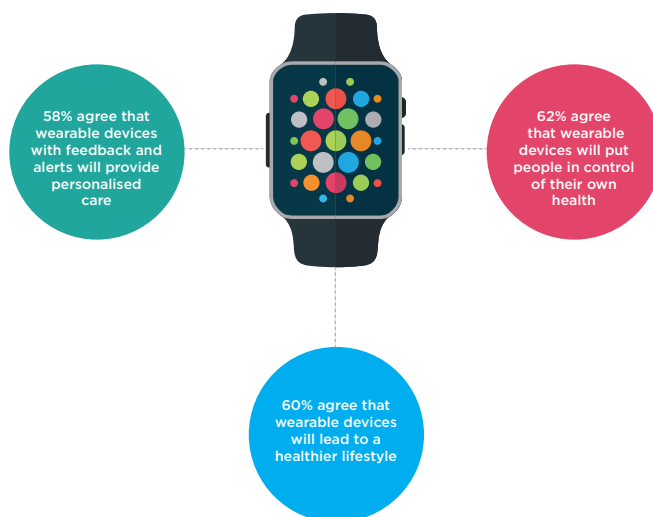 58% agree that
wearable devices
with feedback and
alerts will provide
personalised
care
62% agree
that wearable
devices will put
people in control
of their own
health
60% agree that
wearable devices
will lead to a
healthier lifestyle